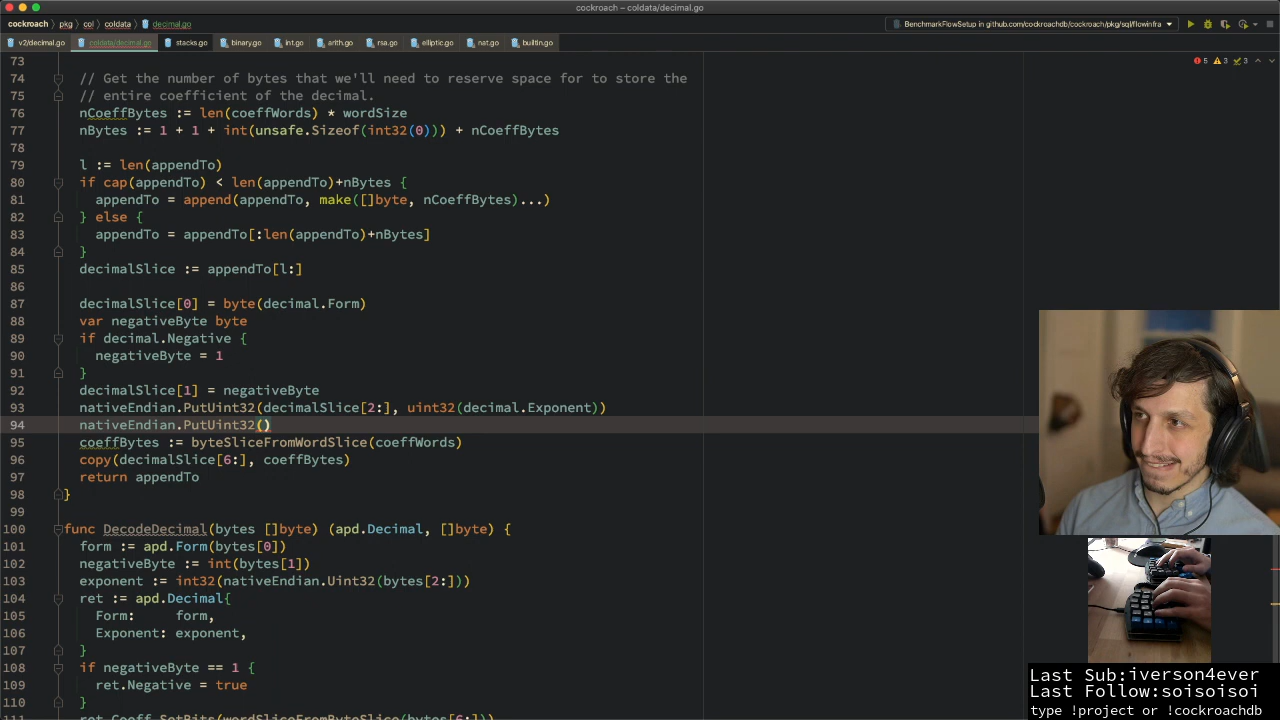 cockroach – coldata/decimal.go
cockroach
pkg
col
coldata
decimal.go
BenchmarkFlowSetup in github.com/cockroachdb/cockroach/pkg/sql/flowinfra
v2/decimal.go
coldata/decimal.go
stacks.go
binary.go
int.go
arith.go
rsa.go
elliptic.go
nat.go
builtin.go
5 3 3
73
74 // Get the number of bytes that we'll need to reserve space for to store the
75 // entire coefficient of the decimal.
76 nCoeffBytes := len(coeffWords) * wordSize
77 nBytes := 1 + 1 + int(unsafe.Sizeof(int32(0))) + nCoeffBytes
78
79 l := len(appendTo)
80 if cap(appendTo) < len(appendTo)+nBytes {
81 appendTo = append(appendTo, make([]byte, nCoeffBytes)...)
82 } else {
83 appendTo = appendTo[:len(appendTo)+nBytes]
84 }
85 decimalSlice := appendTo[l:]
86
87 decimalSlice[0] = byte(decimal.Form)
88 var negativeByte byte
89 if decimal.Negative {
90 negativeByte = 1
91 }
92 decimalSlice[1] = negativeByte
93 nativeEndian.PutUint32(decimalSlice[2:], uint32(decimal.Exponent))
94 nativeEndian.PutUint32()
95 coeffBytes := byteSliceFromWordSlice(coeffWords)
96 copy(decimalSlice[6:], coeffBytes)
97 return appendTo
98 }
99
100 func DecodeDecimal(bytes []byte) (apd.Decimal, []byte) {
101 form := apd.Form(bytes[0])
102 negativeByte := int(bytes[1])
103 exponent := int32(nativeEndian.Uint32(bytes[2:]))
104 ret := apd.Decimal{
105 Form: form,
106 Exponent: exponent,
107 }
108 if negativeByte == 1 {
109 ret.Negative = true
110 }
111 ret.Coeff.SetBits(wordSliceFromByteSlice(bytes[6:]))
Last Sub:iverson4ever
Last Follow:soisoisoi
type !project or !cockroachdb